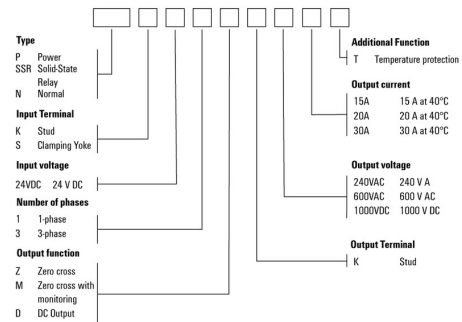 Type
P Power
SSR Solid-State
Relay
N Normal
Input Terminal
K Stud
S Clamping Yoke
Input voltage
24VDC 24 V DC
Number of phases
1 1-phase
3 3-phase
Output function
Z Zero cross
M Zero cross with
monitoring
D DC Output
Additional Function
T Temperature protection
Output current
15A 15 A at 40°C
20A 20 A at 40°C
30A 30 A at 40°C
Output voltage
240VAC 240 V A
600VAC 600 V AC
1000VDC 1000 V DC
Output Terminal
K Stud